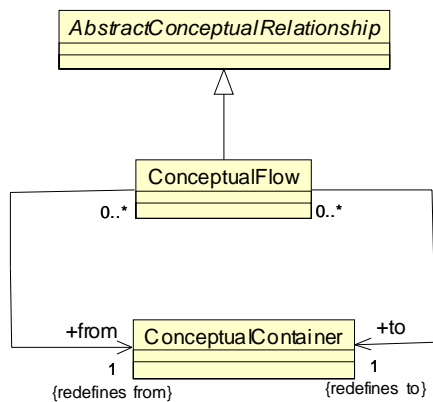 AbstractConceptualRelationship
ConceptualFlow
0..*
0..*
+from
ConceptualContainer
+to
1
1
{redefines from}
{redefines to}